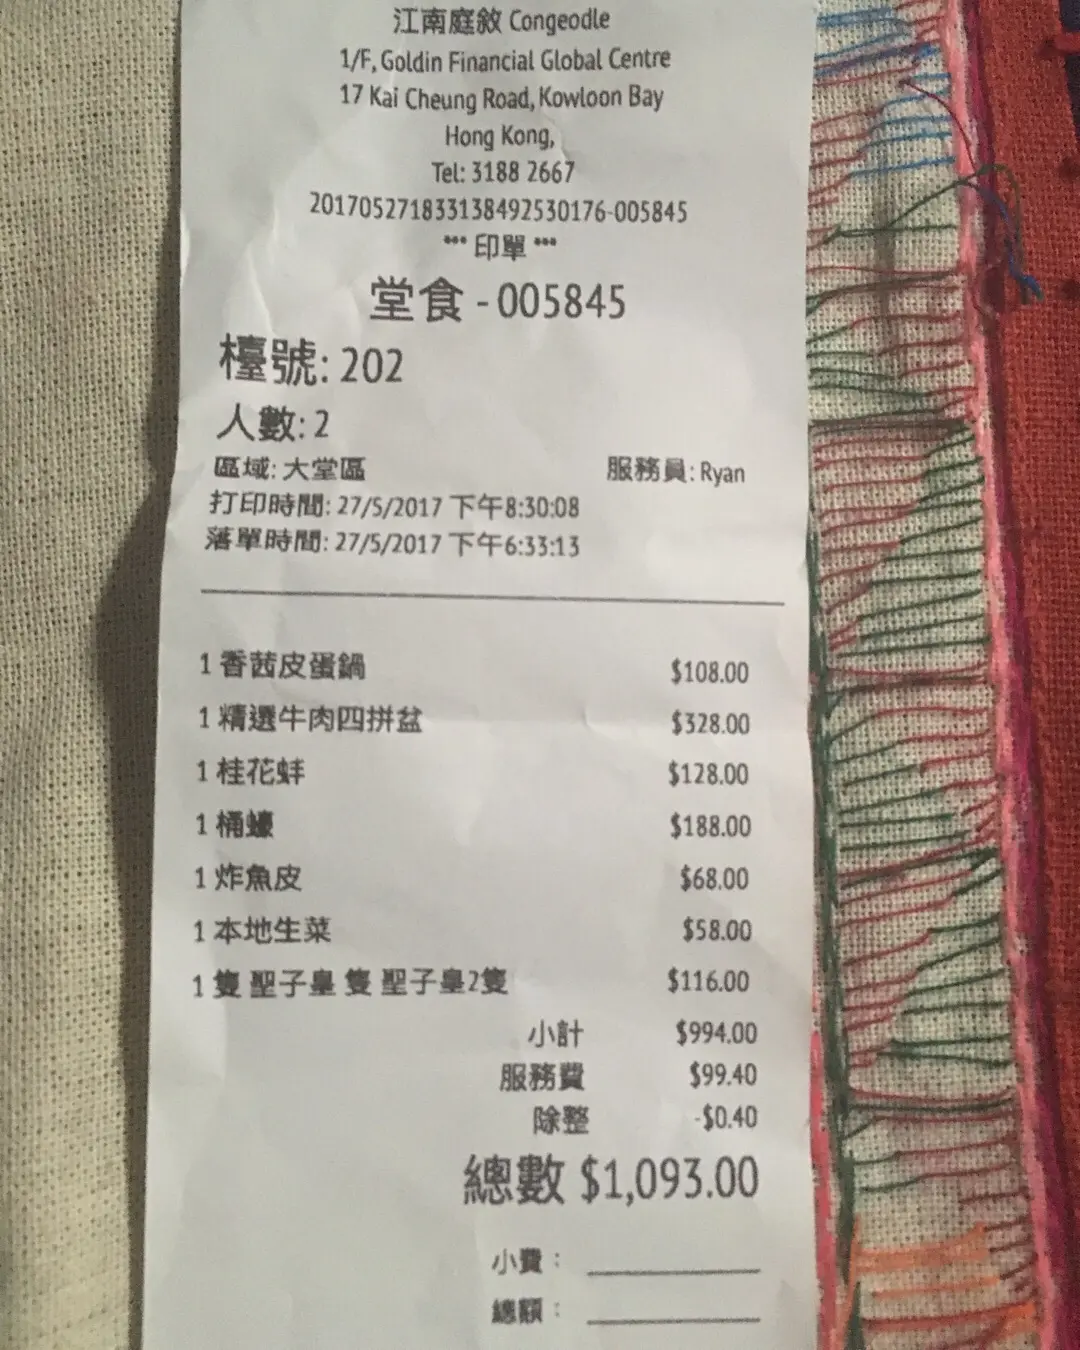 江南庭敘 Congeodle
1/F, Goldin Financial Global Centre
17 Kai Cheung Road, Kowloon Bay
Hong Kong,
Tel: 3188 2667
201705271833138492530176-005845
*** 印單 ***
堂食 - 005845
檯號: 202
人數: 2
區域: 大堂區 服務員: Ryan
打印時間: 27/5/2017 下午8:30:08
落單時間: 27/5/2017 下午6:33:13
1 香茜皮蛋鍋 $108.00
1 精選牛肉四拼盆 $328.00
1 桂花蚌 $128.00
1 桶蠔 $188.00
1 炸魚皮 $68.00
1 本地生菜 $58.00
1 隻 聖子皇 隻 聖子皇2隻 $116.00
小計 $994.00
服務費 $99.40
除整 -$0.40
總數 $1,093.00
小費 :
總額 :